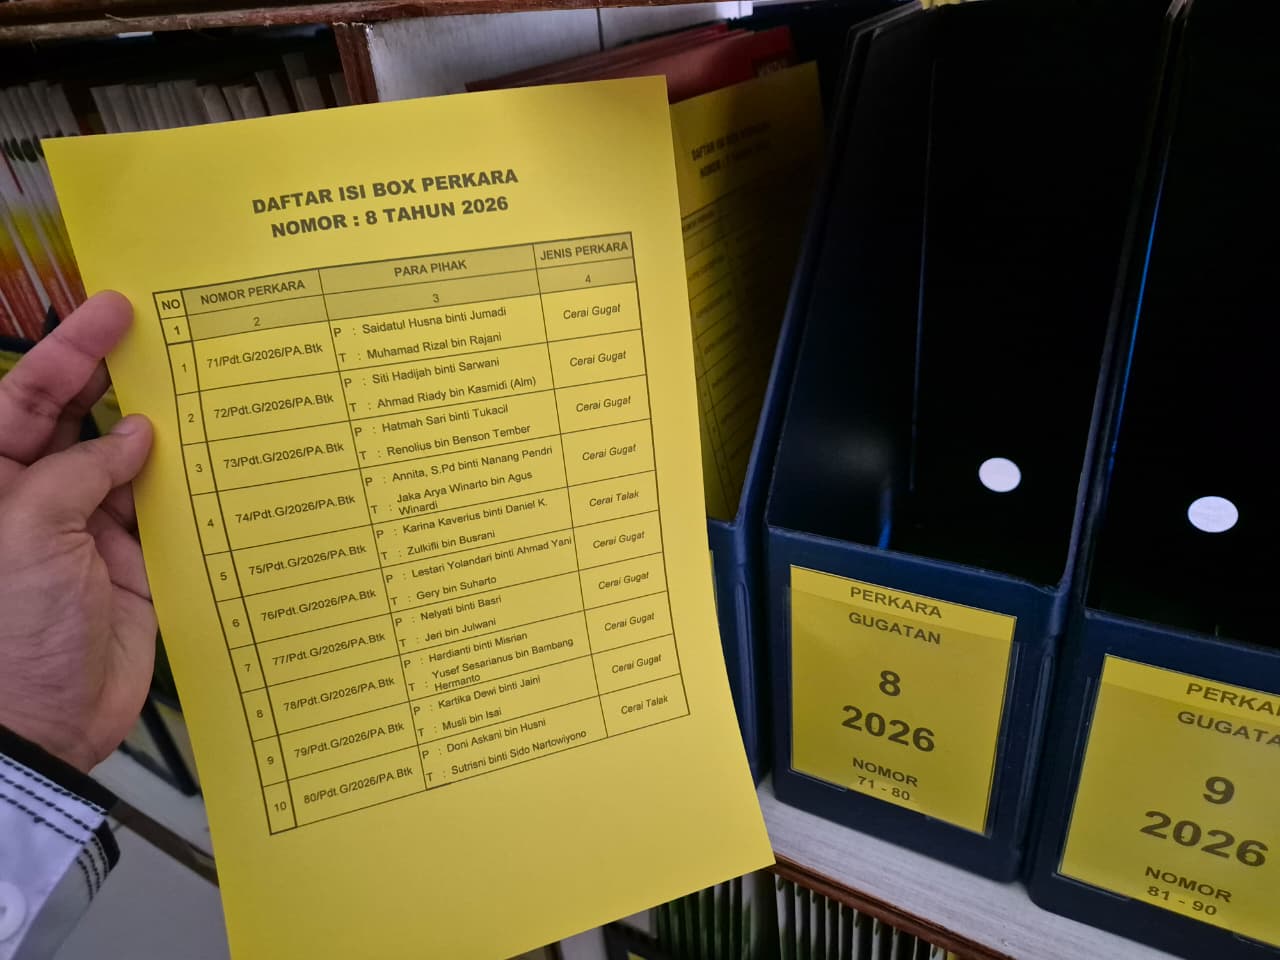 DAFTAR ISI BOX PERKARA
NOMOR : 8 TAHUN 2026
NO NOMOR PERKARA PARA PIHAK JENIS PERKARA
1 2 3 4
1 71/Pdt.G/2026/PA.Btk P : Saidatul Husna binti Jumadi Cerai Gugat
T : Muhamad Rizal bin Rajani
2 72/Pdt.G/2026/PA.Btk P : Siti Hadijah binti Sarwani Cerai Gugat
T : Ahmad Riady bin Kasmidi (Alm)
3 73/Pdt.G/2026/PA.Btk P : Hatmah Sari binti Tukacil Cerai Gugat
T : Renolius bin Benson Tember
4 74/Pdt.G/2026/PA.Btk P : Annita, S.Pd binti Nanang Pendri Cerai Gugat
T : Jaka Arya Winarto bin Agus
Winardi
5 75/Pdt.G/2026/PA.Btk P : Karina Kaverius binti Daniel K. Cerai Talak
T : Zulkifli bin Busrani
6 76/Pdt.G/2026/PA.Btk P : Lestari Yolandari binti Ahmad Yani Cerai Gugat
T : Gery bin Suharto
7 77/Pdt.G/2026/PA.Btk P : Nelyati binti Basri Cerai Gugat
T : Jeri bin Julwani
8 78/Pdt.G/2026/PA.Btk P : Hardianti binti Misrian Cerai Gugat
T : Yusef Sesarianus bin Bambang
Hermanto
9 79/Pdt.G/2026/PA.Btk P : Kartika Dewi binti Jaini Cerai Gugat
T : Musli bin Isai
10 80/Pdt.G/2026/PA.Btk P : Doni Askani bin Husni Cerai Talak
T : Sutrisni binti Sido Nartowiyono
DAFTAR ISI BOX
NOMOR :
PERKARA
GUGATAN
8
2026
NOMOR
71 - 80
PERKA
GUGATA
9
2026
NOMOR
81 - 90